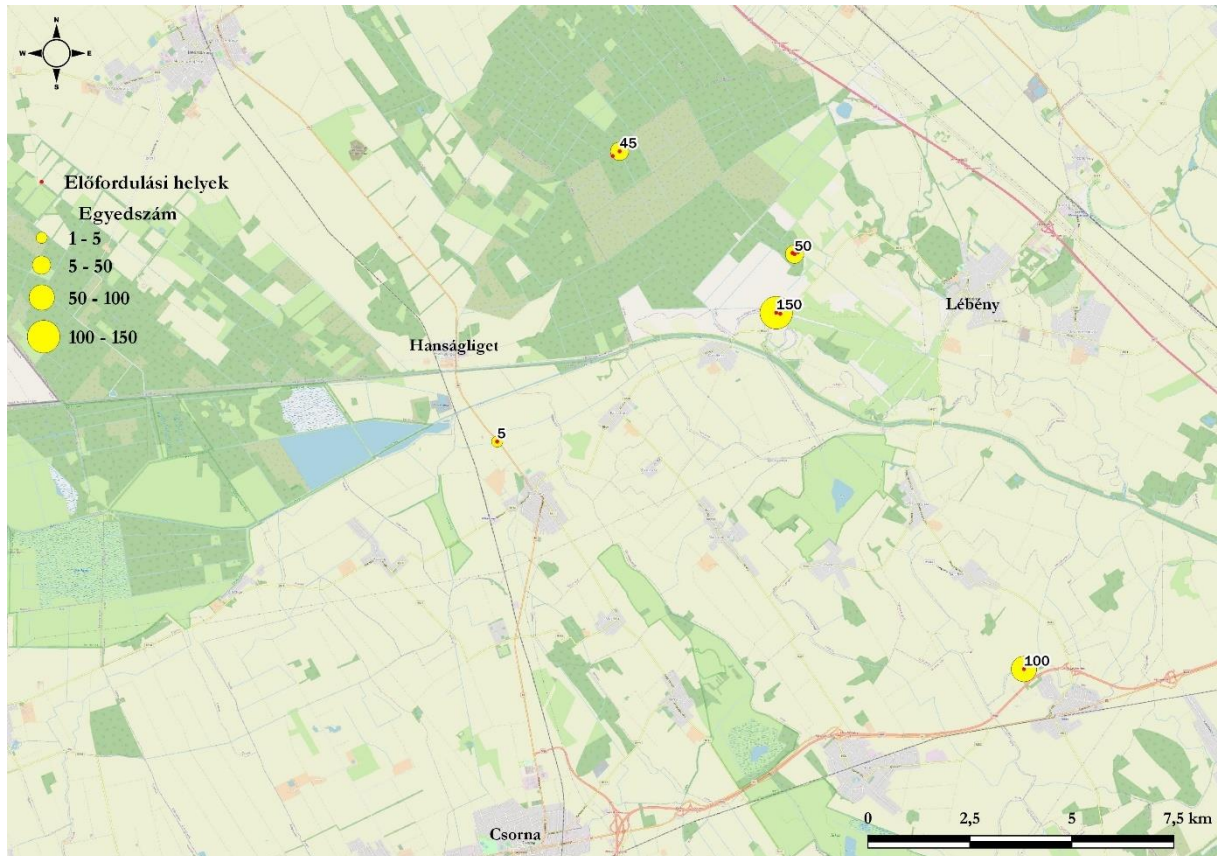 N
W E
S
45
Előfordulási helyek
Egyedszám
1 - 5
5 - 50
50 - 100
100 - 150
50
150
Lébény
Hanságliget
5
100
Csorna
0 2,5 5 7,5 km